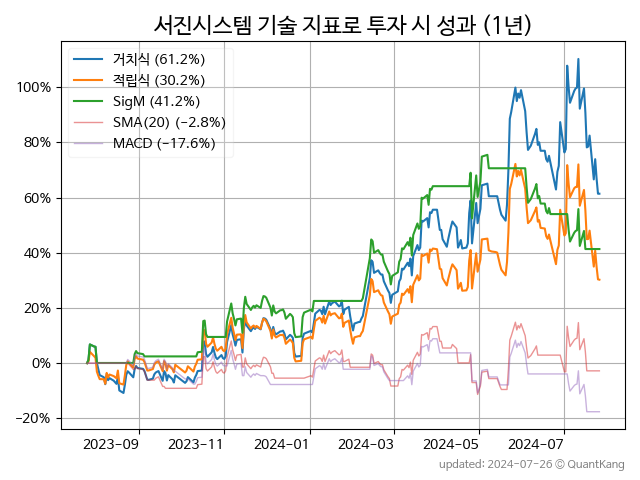 서진시스템 기술 지표로 투자 시 성과 (1년)
거치식 (61.2%)
적립식 (30.2%)
SigM (41.2%)
SMA(20) (−2.8%)
MACD (−17.6%)
100%
80%
60%
40%
20%
0%
−20%
2023-09 2023-11 2024-01 2024-03 2024-05 2024-07
updated: 2024-07-26 © QuantKang